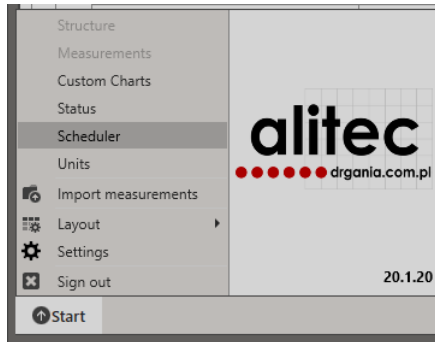 Structure
Measurements
Custom Charts
Status
Scheduler
Units
Import measurements
Layout
Settings
Sign out
Start
alitec
drgania.com.pl
20.1.20